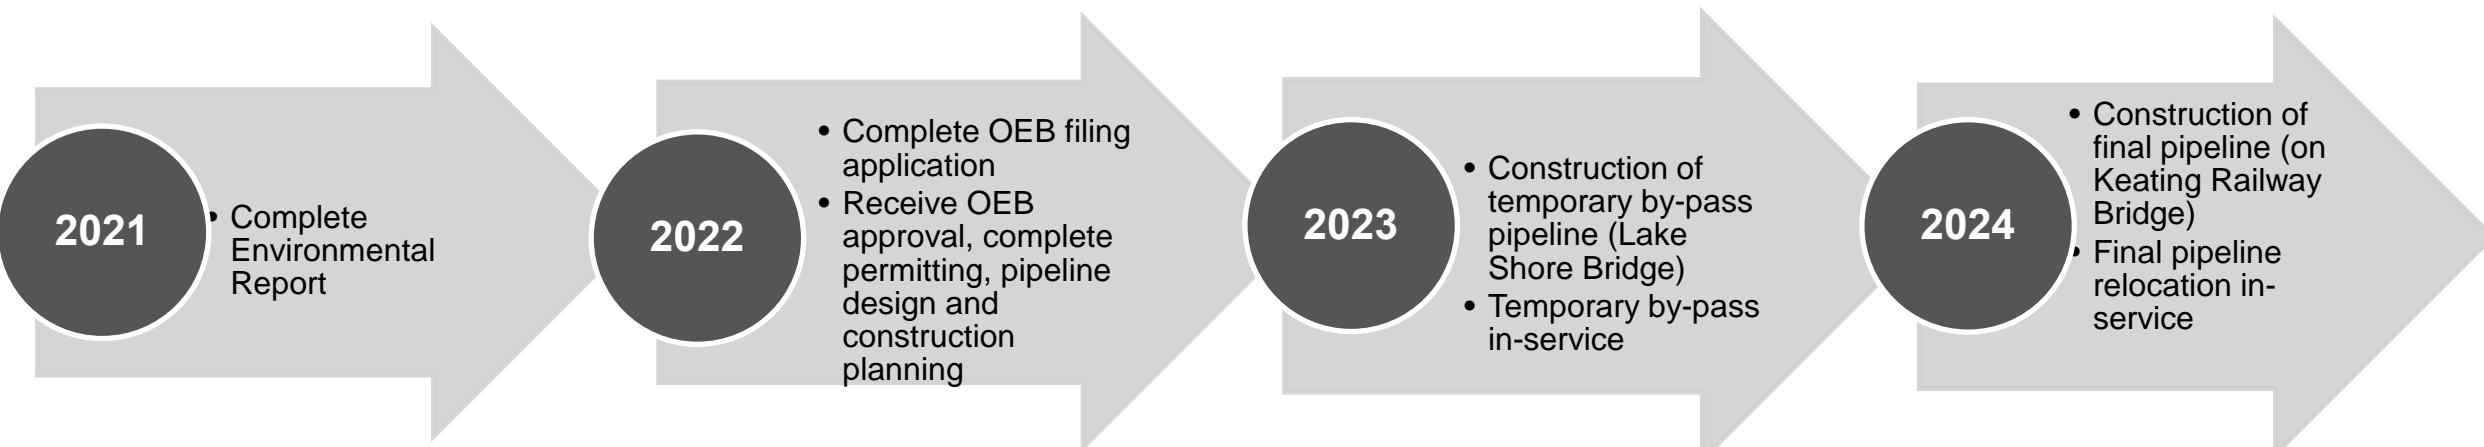 2021
• Complete
Environmental
Report
2022
• Complete OEB filing
application
• Receive OEB
approval, complete
permitting, pipeline
design and
construction
planning
2023
• Construction of
temporary by-pass
pipeline (Lake
Shore Bridge)
• Temporary by-pass
in-service
2024
• Construction of
final pipeline (on
Keating Railway
Bridge)
• Final pipeline
relocation in-
service